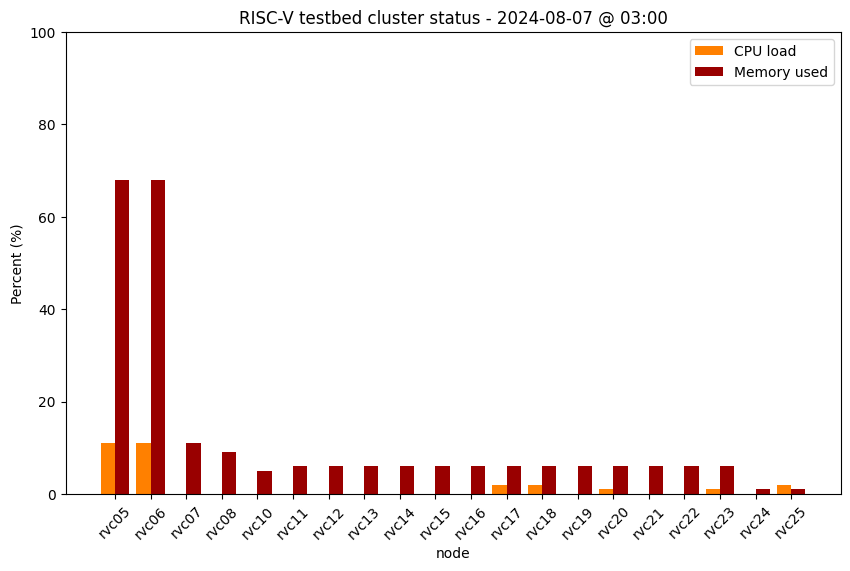 RISC-V testbed cluster status - 2024-08-07 @ 03:00
CPU load
Memory used
Percent (%)
100
80
60
40
20
0
rvc05
rvc06
rvc07
rvc08
rvc10
rvc11
rvc12
rvc13
rvc14
rvc15
rvc16
rvc17
rvc18
rvc19
rvc20
rvc21
rvc22
rvc23
rvc24
rvc25
node